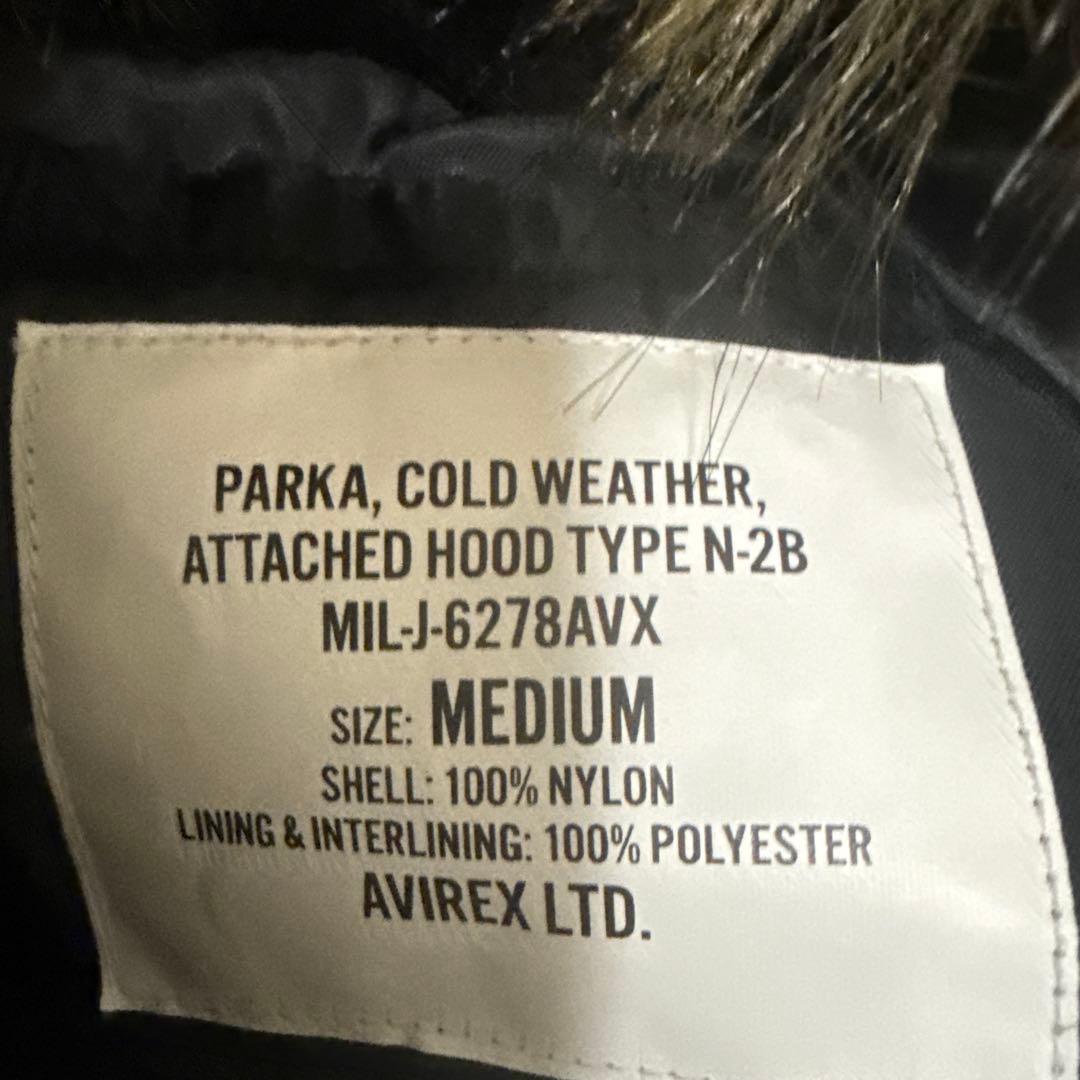 PARKA, COLD WEATHER,
ATTACHED HOOD TYPE N-2B
MIL-J-6278AVX
SIZE: MEDIUM
SHELL: 100% NYLON
LINING & INTERLINING: 100% POLYESTER
AVIREX LTD.